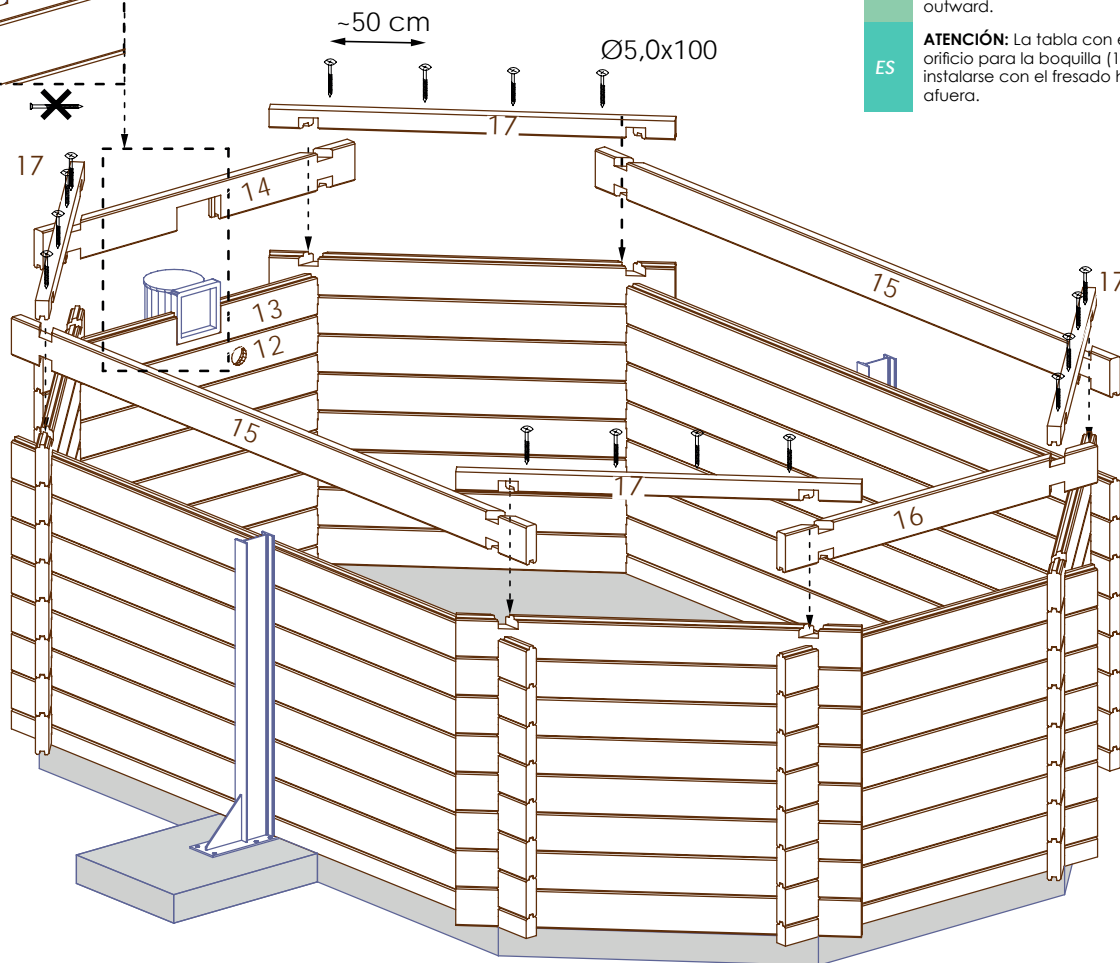 outward.
~50 cm
Ø5,0x100
ES
ATENCIÓN: La tabla con
orificio para la boquilla
instalarse con el fresado
afuera.
17
17
14
15
17
13
12
15
17
16